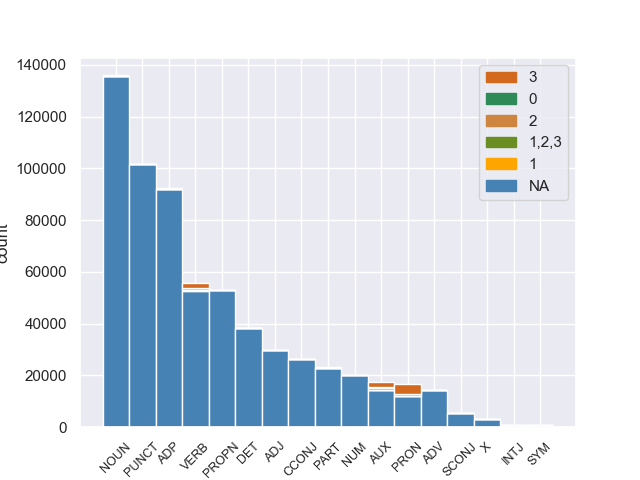 140000
120000
100000
80000
60000
40000
20000
0
count
3
0
2
1,2,3
1
NA
NOUN
PUNCT
ADP
VERB
PROPN
DET
ADJ
CCONJ
PART
NUM
AUX
PRON
ADV
SCONJ
X
INTJ
SYM